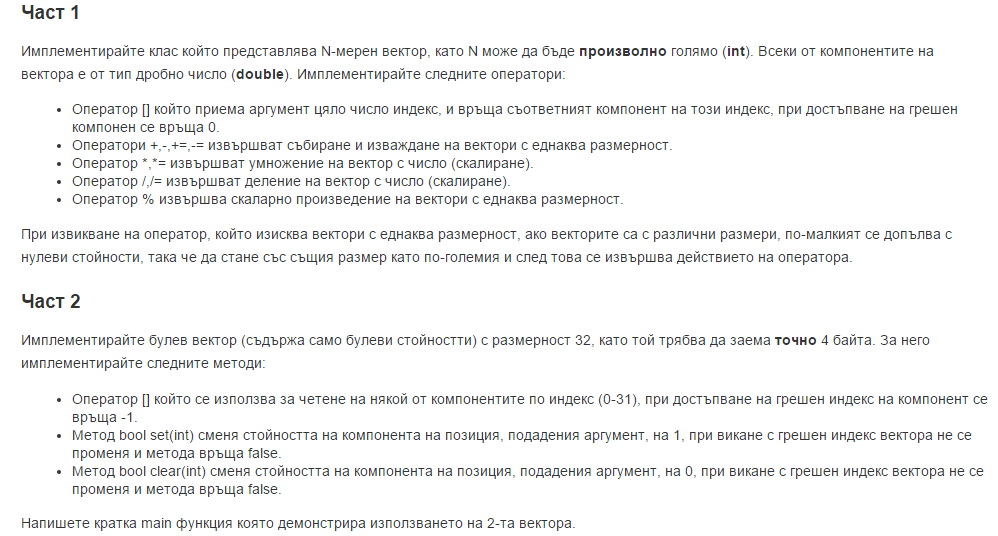 Част 1
Имплементирайте клас който представлява N-мерен вектор, като N може да бъде произволно голямо (int). Всеки от компонентите на
вектора е от тип дробно число (double). Имплементирайте следните оператори:
• Оператор [] който приема аргумент цяло число индекс, и връща съответният компонент на този индекс, при достъпване на грешен
компонен се връща 0.
• Оператори +,-,+=,-= извършват събиране и изваждане на вектори с еднаква размерност.
• Оператор *,*= извършват умножение на вектор с число (скалиране).
• Оператор /,/= извършват деление на вектор с число (скалиране).
• Оператор % извършва скаларно произведение на вектори с еднаква размерност.
При извикване на оператор, който изисква вектори с еднаква размерност, ако векторите са с различни размери, по-малкият се допълва с
нулеви стойности, така че да стане със същия размер като по-големия и след това се извършва действието на оператора.
Част 2
Имплементирайте булев вектор (съдържа само булеви стойностти) с размерност 32, като той трябва да заема точно 4 байта. За него
имплементирайте следните методи:
• Оператор [] който се използва за четене на някой от компонентите по индекс (0-31), при достъпване на грешен индекс на компонент се
връща -1.
• Метод bool set(int) сменя стойността на компонента на позиция, подадения аргумент, на 1, при викане с грешен индекс вектора не се
променя и метода връща false.
• Метод bool clear(int) сменя стойността на компонента на позиция, подадения аргумент, на 0, при викане с грешен индекс вектора не се
променя и метода връща false.
Напишете кратка main функция която демонстрира използването на 2-та вектора.